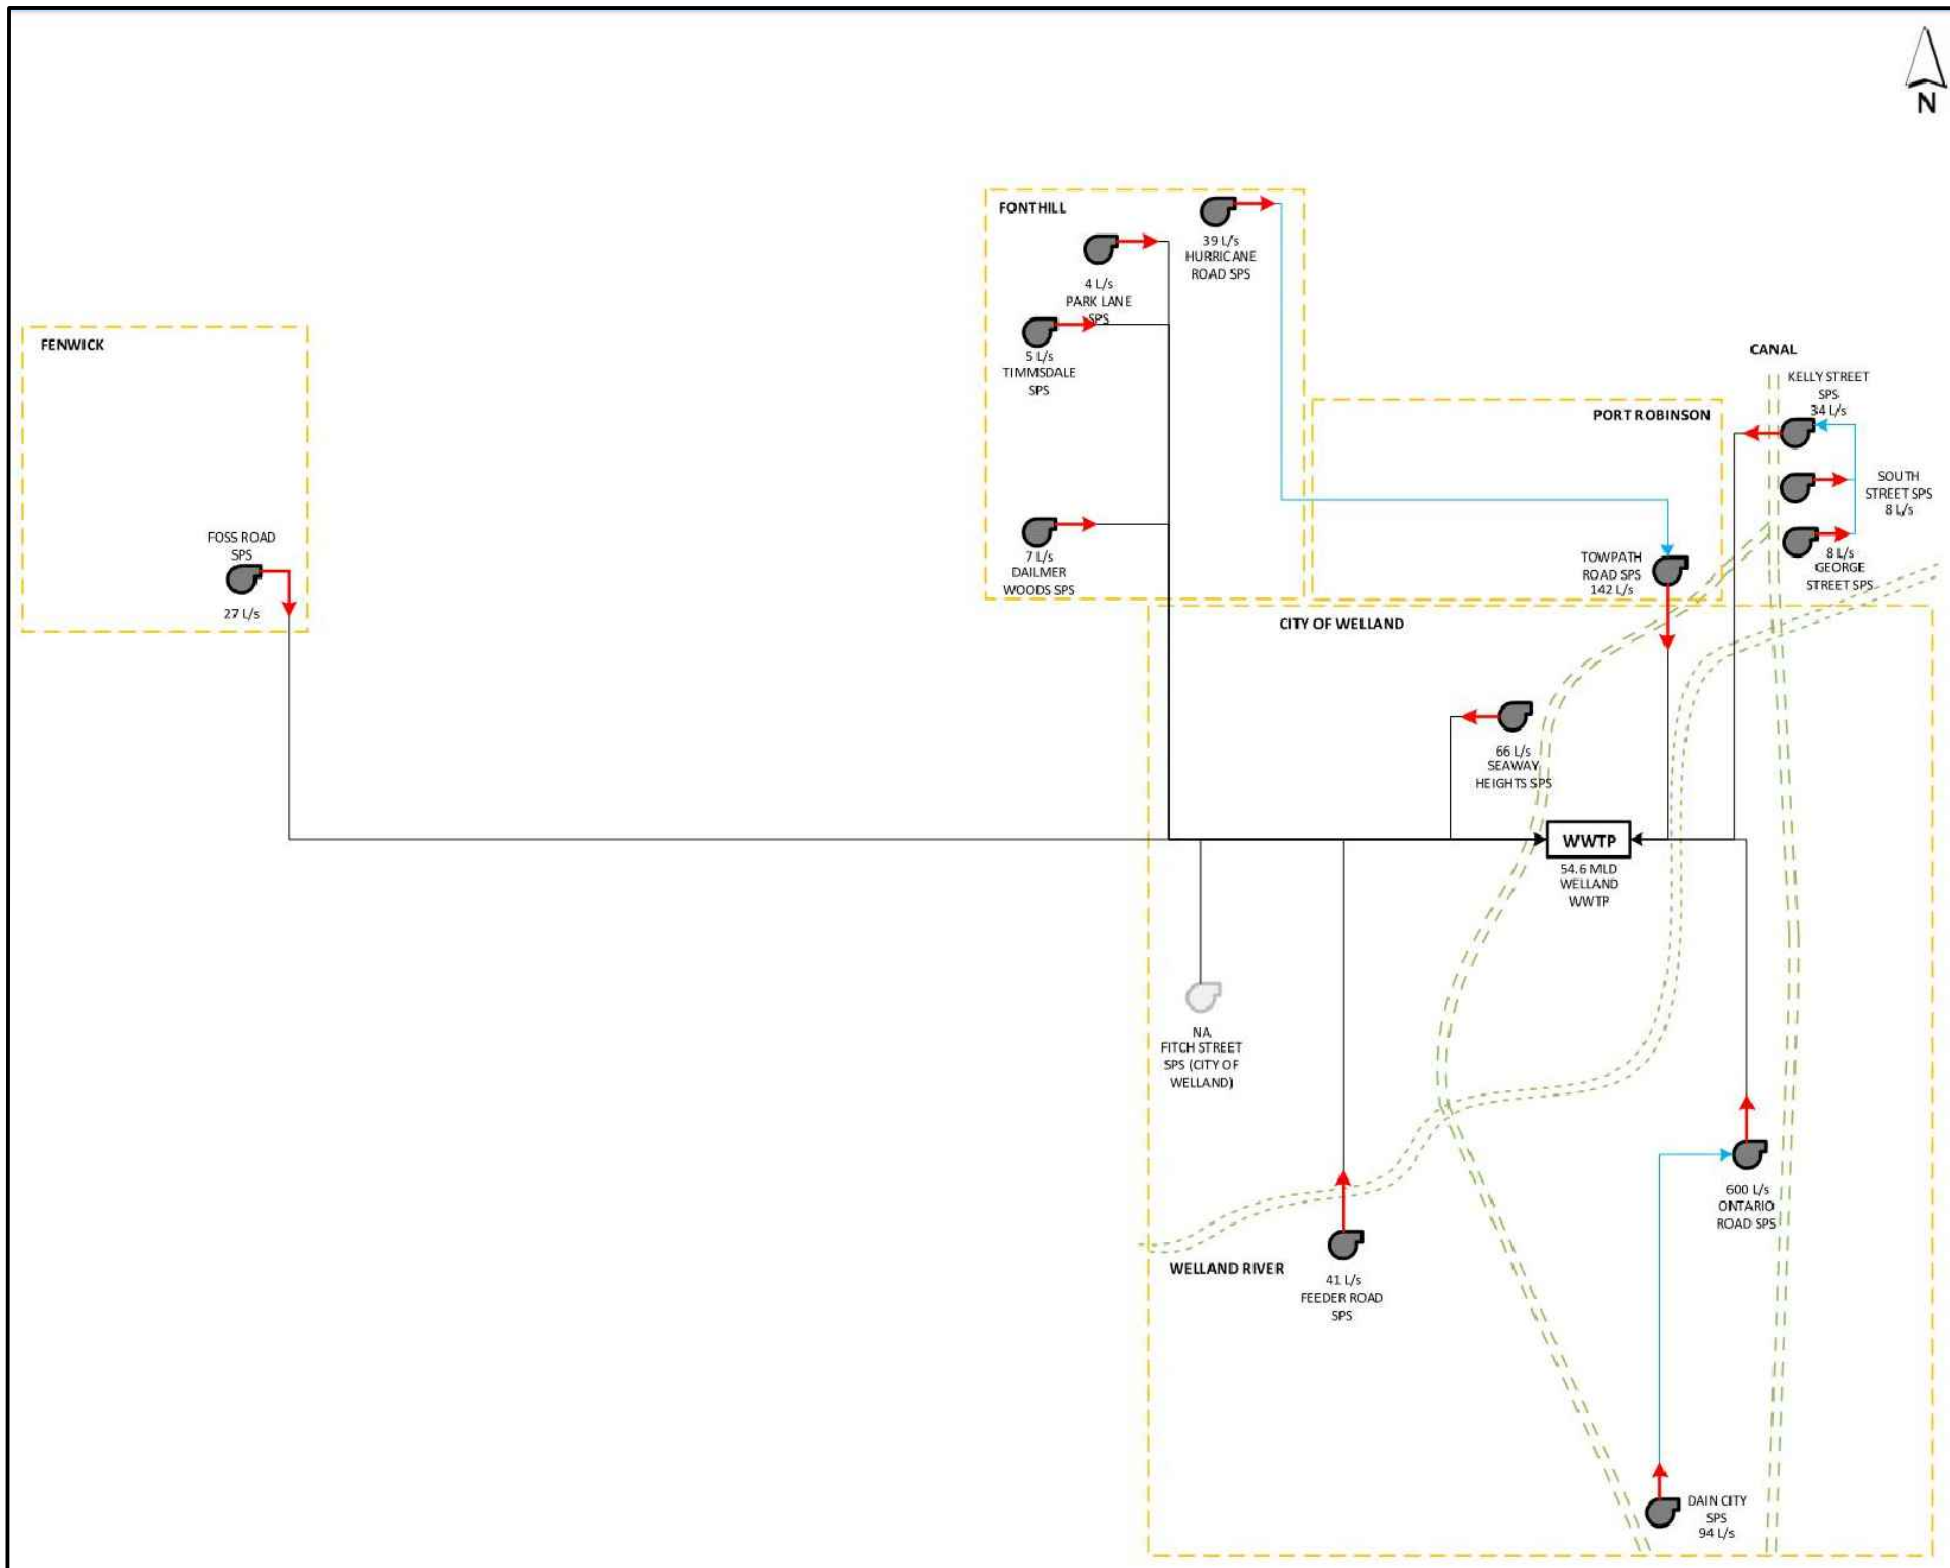 N
FONTHILL
39 L/s
HURRICANE
ROAD SPS
4 L/s
PARK LANE
SPS
5 L/s
TIMMISDALE
SPS
7 L/s
DAILMER
WOODS SPS
FENWICK
FOSS ROAD
SPS
27 L/s
PORT ROBINSON
TOWPATH
ROAD SPS
142 L/s
CANAL
KELLY STREET
SPS
34 L/s
SOUTH
STREET SPS
8 L/s
8 L/s
GEORGE
STREET SPS
CITY OF WELLAND
66 L/s
SEAWAY
HEIGHTS SPS
WWTP
54.6 MLD
WELLAND
WWTP
NA
FITCH STREET
SPS (CITY OF
WELLAND)
600 L/s
ONTARIO
ROAD SPS
WELLAND RIVER
41 L/s
FEEDER ROAD
SPS
DAIN CITY
SPS
94 L/s